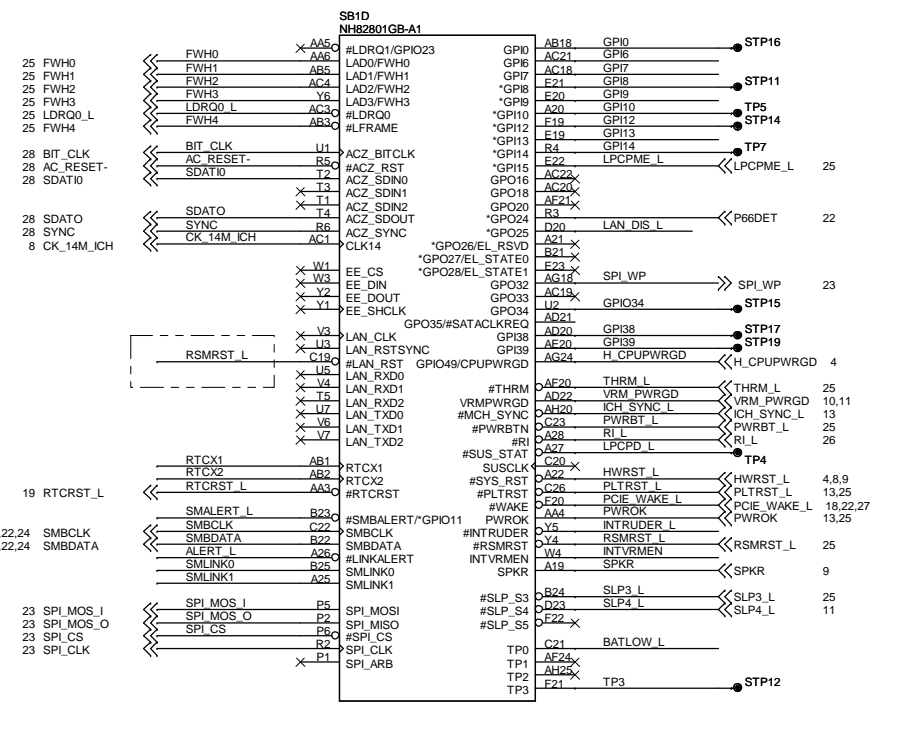 SB1D
NH82801GB-A1
AA5 #LDRQ1/GPIO23
25 FWH0 FWH0 AA6 LAD0/FWH0
25 FWH1 FWH1 AB5 LAD1/FWH1
25 FWH2 FWH2 AC4 LAD2/FWH2
25 FWH3 FWH3 Y6 LAD3/FWH3
25 LDRQ0_L LDRQ0_L AC3 #LDRQ0
25 FWH4 FWH4 AB3 #LFRAME
28 BIT_CLK BIT_CLK U1 ACZ_BITCLK
28 AC_RESET- AC_RESET- R5 #ACZ_RST
28 SDATI0 SDATI0 T2 ACZ_SDIN0
T3 ACZ_SDIN1
T1 ACZ_SDIN2
28 SDATO SDATO T4 ACZ_SDOUT
28 SYNC SYNC R6 ACZ_SYNC
8 CK_14M_ICH CK_14M_ICH AC1 CLK14
W1 EE_CS
W3 EE_DIN
Y2 EE_DOUT
Y1 EE_SHCLK
V3 LAN_CLK
U3 LAN_RSTSYNC
RSMRST_L C19 #LAN_RST
U5 LAN_RXD0
V4 LAN_RXD1
T5 LAN_RXD2
U7 LAN_TXD0
V6 LAN_TXD1
V7 LAN_TXD2
RTCX1 AB1 RTCX1
RTCX2 AB2 RTCX2
19 RTCRST_L RTCRST_L AA3 #RTCRST
SMALERT_L B23 #SMBALERT/*GPIO11
,22,24 SMBCLK SMBCLK C22 SMBCLK
,22,24 SMBDATA SMBDATA B22 SMBDATA
ALERT_L A26 #LINKALERT
SMLINK0 B25 SMLINK0
SMLINK1 A25 SMLINK1
23 SPI_MOS_I SPI_MOS_I P5 SPI_MOSI
23 SPI_MOS_O SPI_MOS_O P2 SPI_MISO
23 SPI_CS SPI_CS P6 #SPI_CS
23 SPI_CLK R2 SPI_CLK
P1 SPI_ARB
GPI0 AB18 GPI0 STP16
GPI6 AC21 GPI6
GPI7 AC18 GPI7
*GPI8 E21 GPI8 STP11
*GPI9 E20 GPI9
*GPI10 A20 GPI10 TP5
*GPI12 F19 GPI12 STP14
*GPI13 E19 GPI13
*GPI14 R4 GPI14 TP7
*GPI15 E22 LPCPME_L LPCPME_L 25
GPO16 AC22
GPO18 AC20
GPO20 AF21
*GPO24 R3 P66DET 22
*GPO25 D20 LAN_DIS_L
*GPO26/EL_RSVD A21
*GPO27/EL_STATE0 B21
*GPO28/EL_STATE1 E23
GPO32 AG18 SPI_WP SPI_WP 23
GPO33 AC19
GPO34 U2 GPIO34 STP15
GPO35/#SATACLKREQ AD21
GPI38 AD20 GPI38 STP17
GPI39 AE20 GPI39 STP19
GPIO49/CPUPWRGD AG24 H_CPUPWRGD H_CPUPWRGD 4
#THRM AF20 THRM_L THRM_L 25
VRMPWRGD AD22 VRM_PWRGD VRM_PWRGD 10,11
#MCH_SYNC AH20 ICH_SYNC_L ICH_SYNC_L 13
#PWRBTN C23 PWRBT_L PWRBT_L 25
#RI A28 RI_L RI_L 26
#SUS_STAT A27 LPCPD_L TP4
SUSCLK C20
#SYS_RST A22 HWRST_L HWRST_L 4,8,9
#PLTRST C26 PLTRST_L PLTRST_L 13,25
#WAKE F20 PCIE_WAKE_L PCIE_WAKE_L 18,22,27
PWROK AA4 PWROK PWROK 13,25
#INTRUDER Y5 INTRUDER_L
#RSMRST Y4 RSMRST_L RSMRST_L 25
INTVRMEN W4 INTVRMEN
SPKR A19 SPKR SPKR 9
#SLP_S3 B24 SLP3_L SLP3_L 25
#SLP_S4 D23 SLP4_L SLP4_L 11
#SLP_S5 F22
TP0 C21 BATLOW_L
TP1 AF24
TP2 AH25
TP3 F21 TP3 STP12